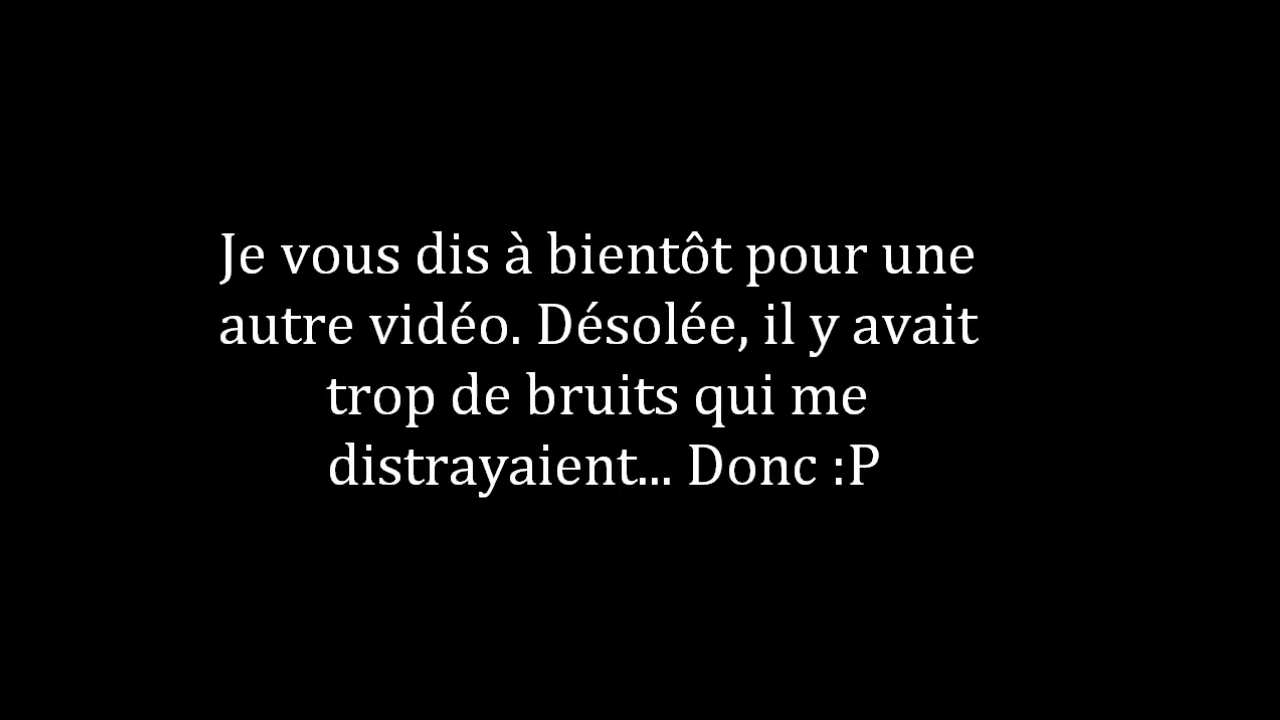 Je vous dis à bientôt pour une
autre vidéo. Désolée, il y avait
trop de bruits qui me
distrayaient... Donc :P